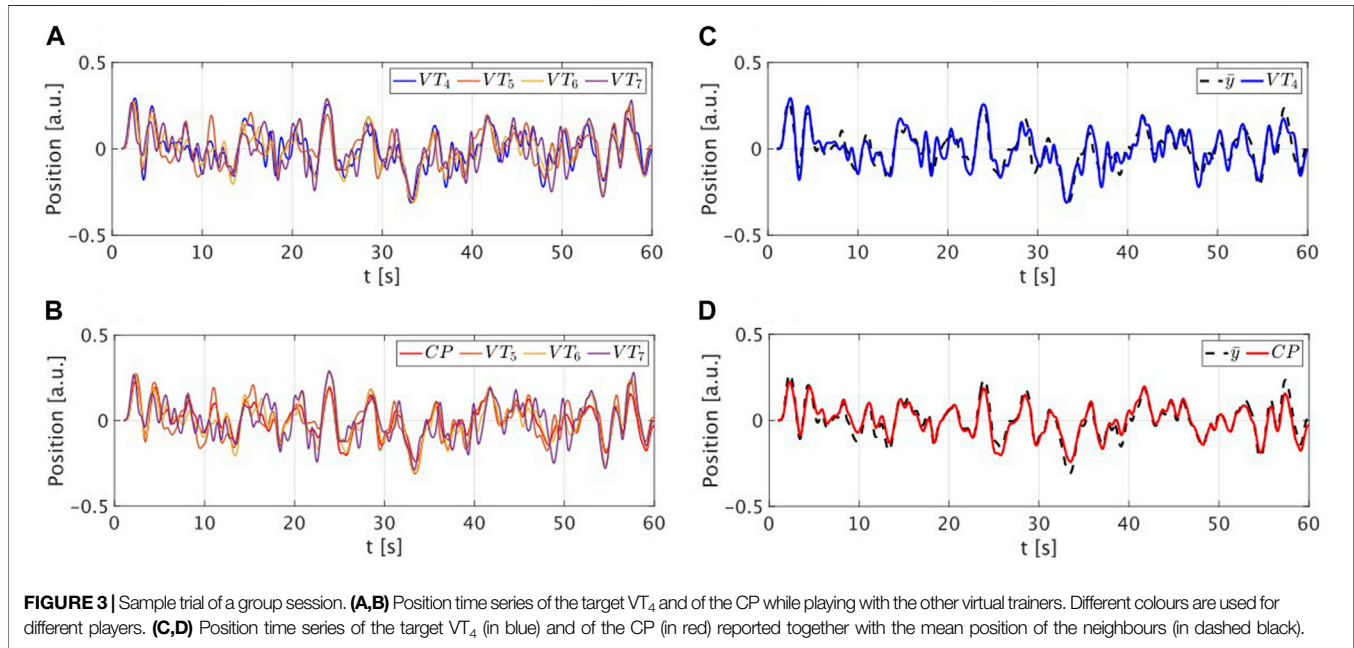 A
0.5
VT4 VT5 VT6 VT7
Position [a.u.]
0
−0.5
0 10 20 30 40 50 60
t [s]
B
0.5
CP VT5 VT6 VT7
Position [a.u.]
0
−0.5
0 10 20 30 40 50 60
t [s]
C
0.5
ȳ VT4
Position [a.u.]
0
−0.5
0 10 20 30 40 50 60
t [s]
D
0.5
ȳ CP
Position [a.u.]
0
−0.5
0 10 20 30 40 50 60
t [s]
FIGURE 3 | Sample trial of a group session. (A,B) Position time series of the target VT4 and of the CP while playing with the other virtual trainers. Different colours are used for
different players. (C,D) Position time series of the target VT4 (in blue) and of the CP (in red) reported together with the mean position of the neighbours (in dashed black).